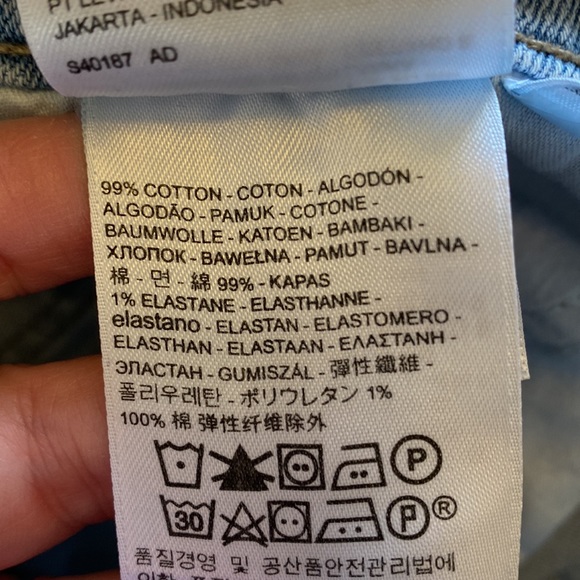 JAKARTA - INDONESIA
S40187 AD
99% COTTON - COTON - ALGODÓN -
ALGODÃO - PAMUK - COTONE -
BAUMWOLLE - KATOEN - BAMBAKI -
ХЛОПОК - BAWEŁNA - PAMUT - BAVLNA -
棉 - 면 - 綿 99% - KAPAS
1% ELASTANE - ELASTHANNE -
elastano - ELASTAN - ELASTOMERO -
ELASTHAN - ELASTAAN - ΕΛΑΣΤΑΝΗ -
ЭЛАСТАН - GUMISZÁL - 彈性纖維 -
폴리우레탄 - ポリウレタン 1%
100% 棉 弹性纤维除外
P
30 P ®
품질경영 및 공산품안전관리법에